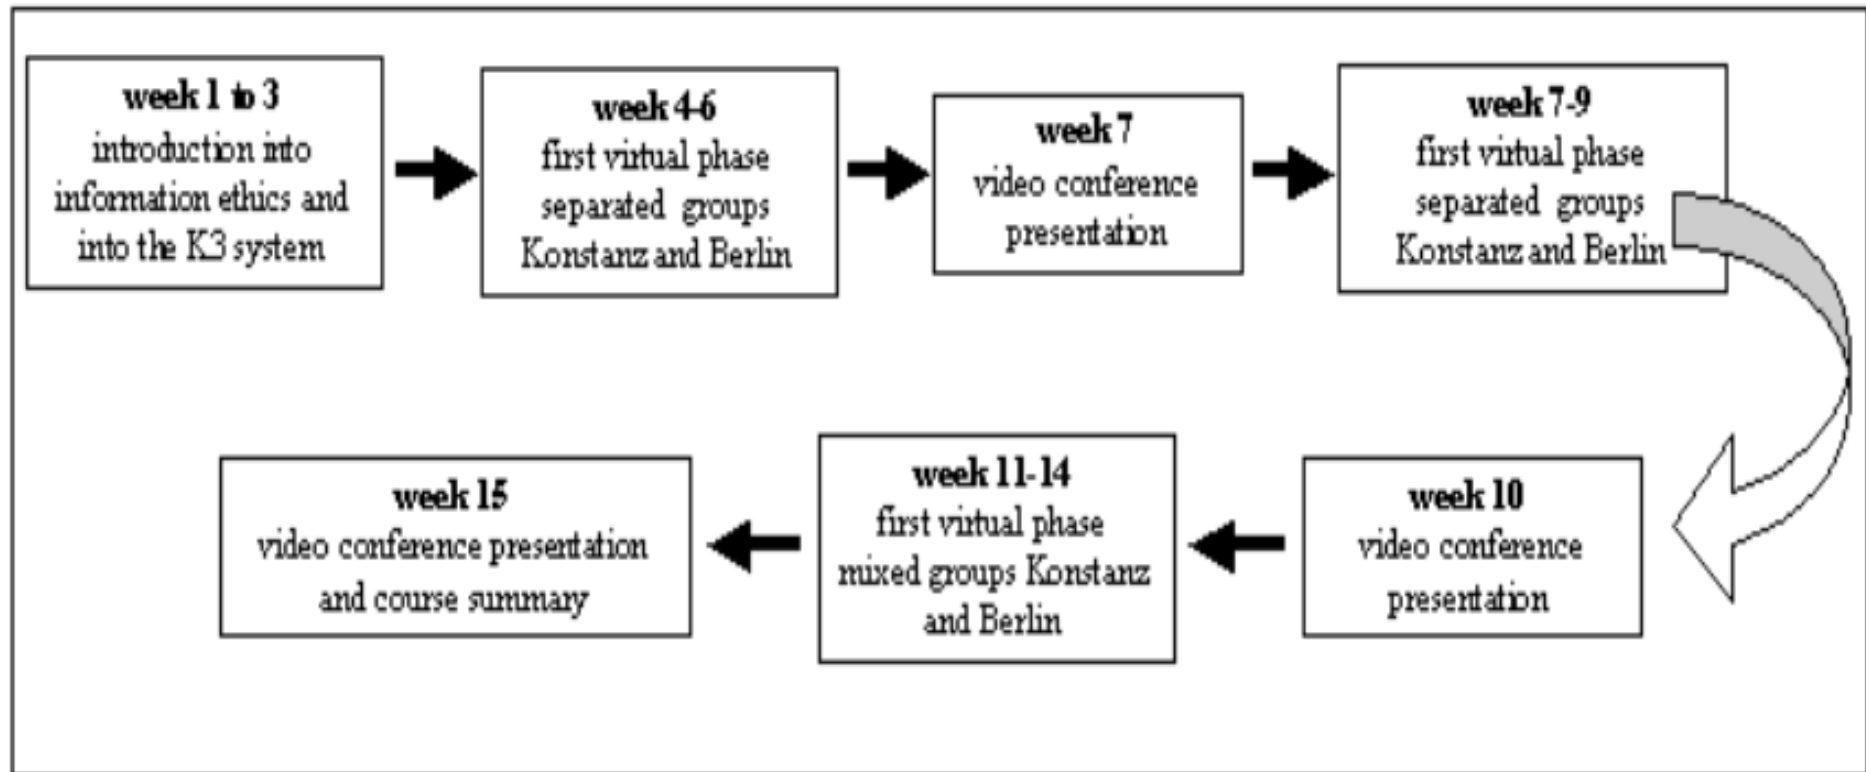 week 1 to 3
introduction into
information ethics and
into the K3 system
week 4-6
first virtual phase
separated groups
Konstanz and Berlin
week 7
video conference
presentation
week 7-9
first virtual phase
separated groups
Konstanz and Berlin
week 10
video conference
presentation
week 11-14
first virtual phase
mixed groups Konstanz
and Berlin
week 15
video conference presentation
and course summary